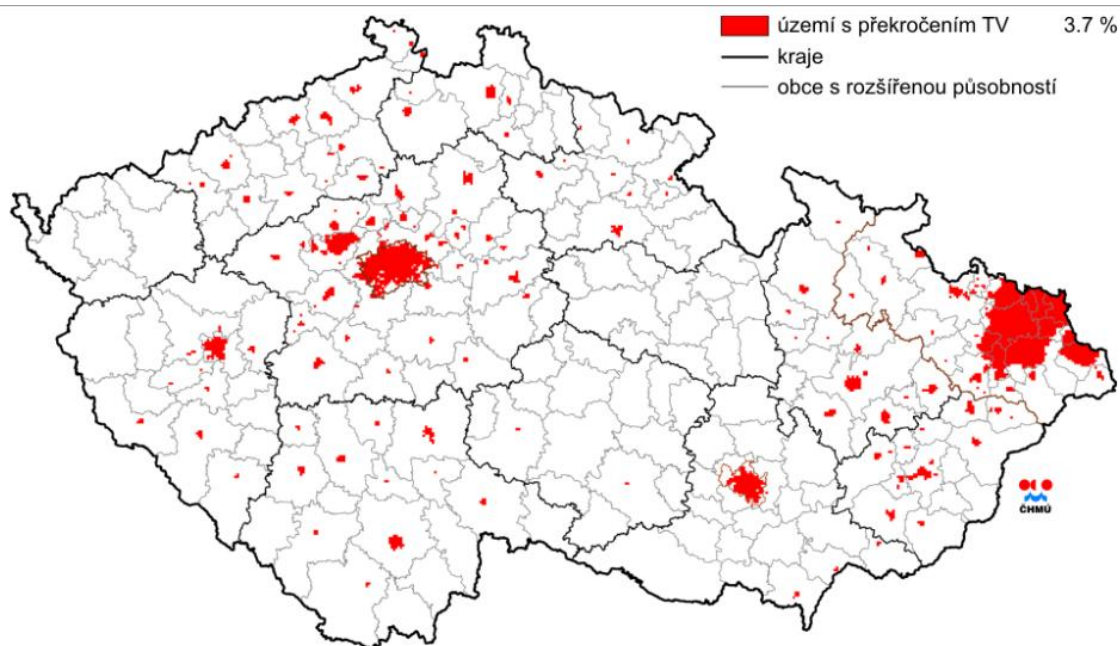 území s překročením TV 3.7 %
kraje
obce s rozšířenou působností
ČHMÚ